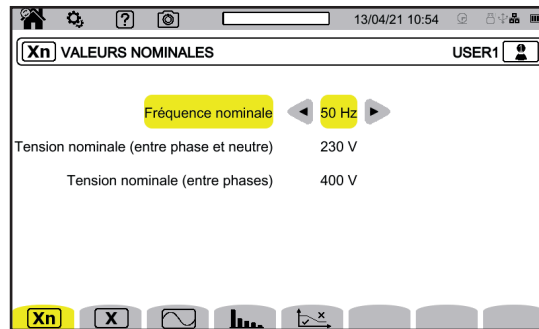 ? 13/04/21 10:54
Xn VALEURS NOMINALES USER1
Fréquence nominale ◄ 50 Hz ►
Tension nominale (entre phase et neutre) 230 V
Tension nominale (entre phases) 400 V
Xn X